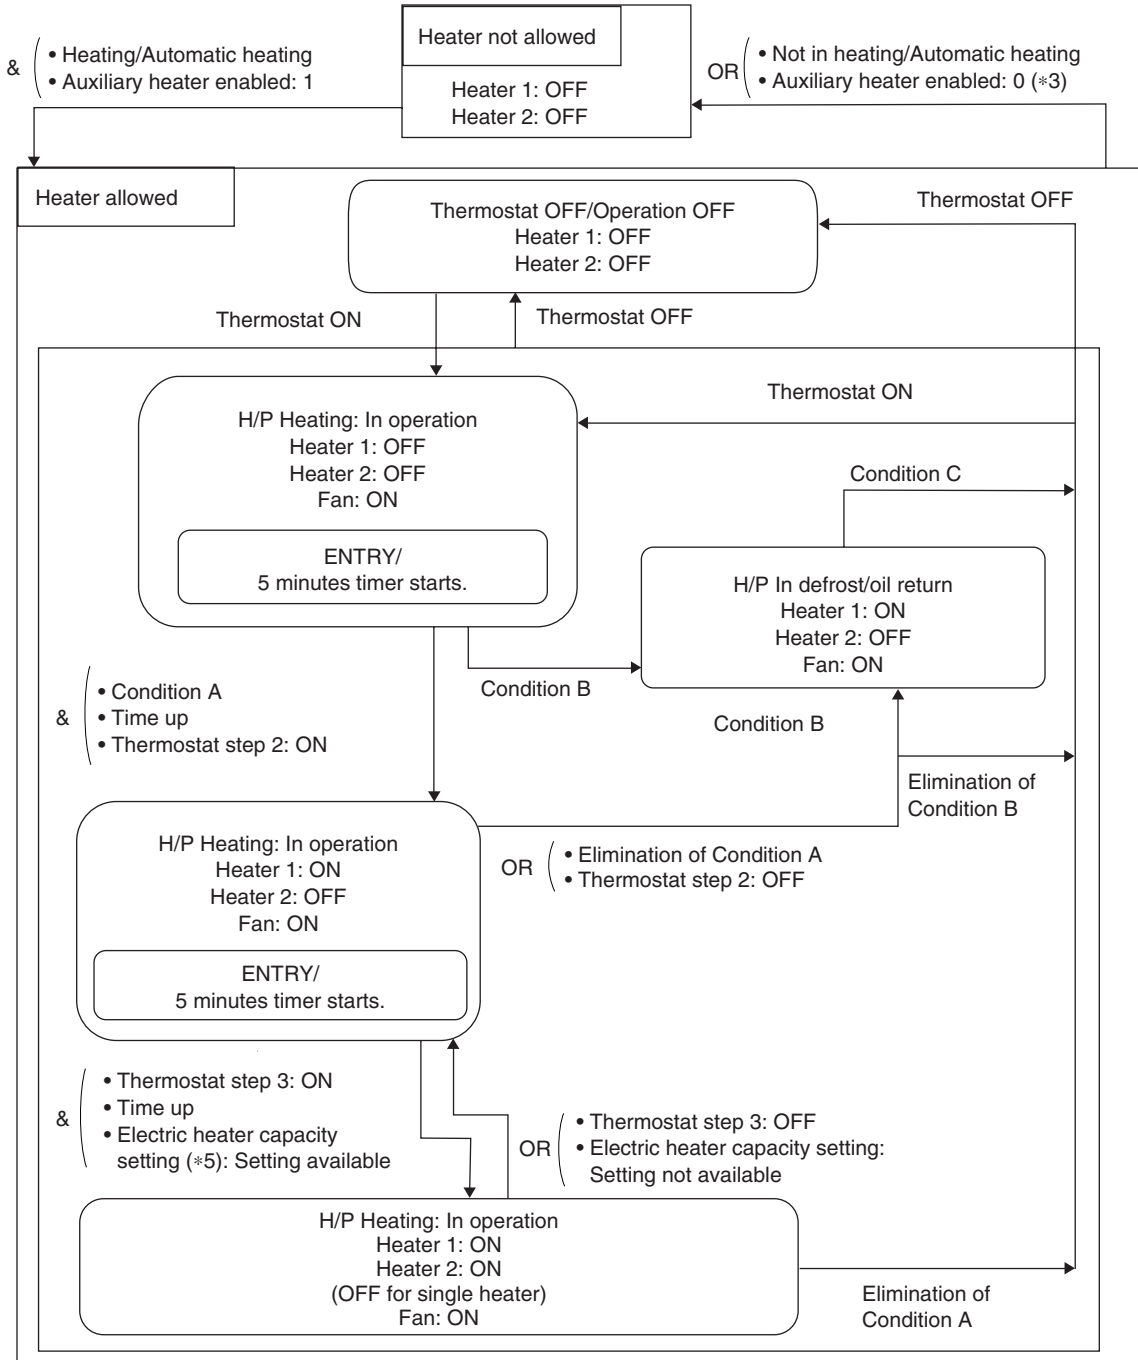 Heater not allowed
Heater 1: OFF
Heater 2: OFF
&
• Heating/Automatic heating
• Auxiliary heater enabled: 1
OR
• Not in heating/Automatic heating
• Auxiliary heater enabled: 0 (*3)
Heater allowed
Thermostat OFF/Operation OFF
Heater 1: OFF
Heater 2: OFF
Thermostat OFF
Thermostat ON
Thermostat OFF
H/P Heating: In operation
Heater 1: OFF
Heater 2: OFF
Fan: ON
ENTRY/
5 minutes timer starts.
Thermostat ON
Condition C
H/P In defrost/oil return
Heater 1: ON
Heater 2: OFF
Fan: ON
&
• Condition A
• Time up
• Thermostat step 2: ON
Condition B
Condition B
Elimination of
Condition B
H/P Heating: In operation
Heater 1: ON
Heater 2: OFF
Fan: ON
ENTRY/
5 minutes timer starts.
OR
• Elimination of Condition A
• Thermostat step 2: OFF
&
• Thermostat step 3: ON
• Time up
• Electric heater capacity
setting (*5): Setting available
OR
• Thermostat step 3: OFF
• Electric heater capacity setting:
Setting not available
H/P Heating: In operation
Heater 1: ON
Heater 2: ON
(OFF for single heater)
Fan: ON
Elimination of
Condition A